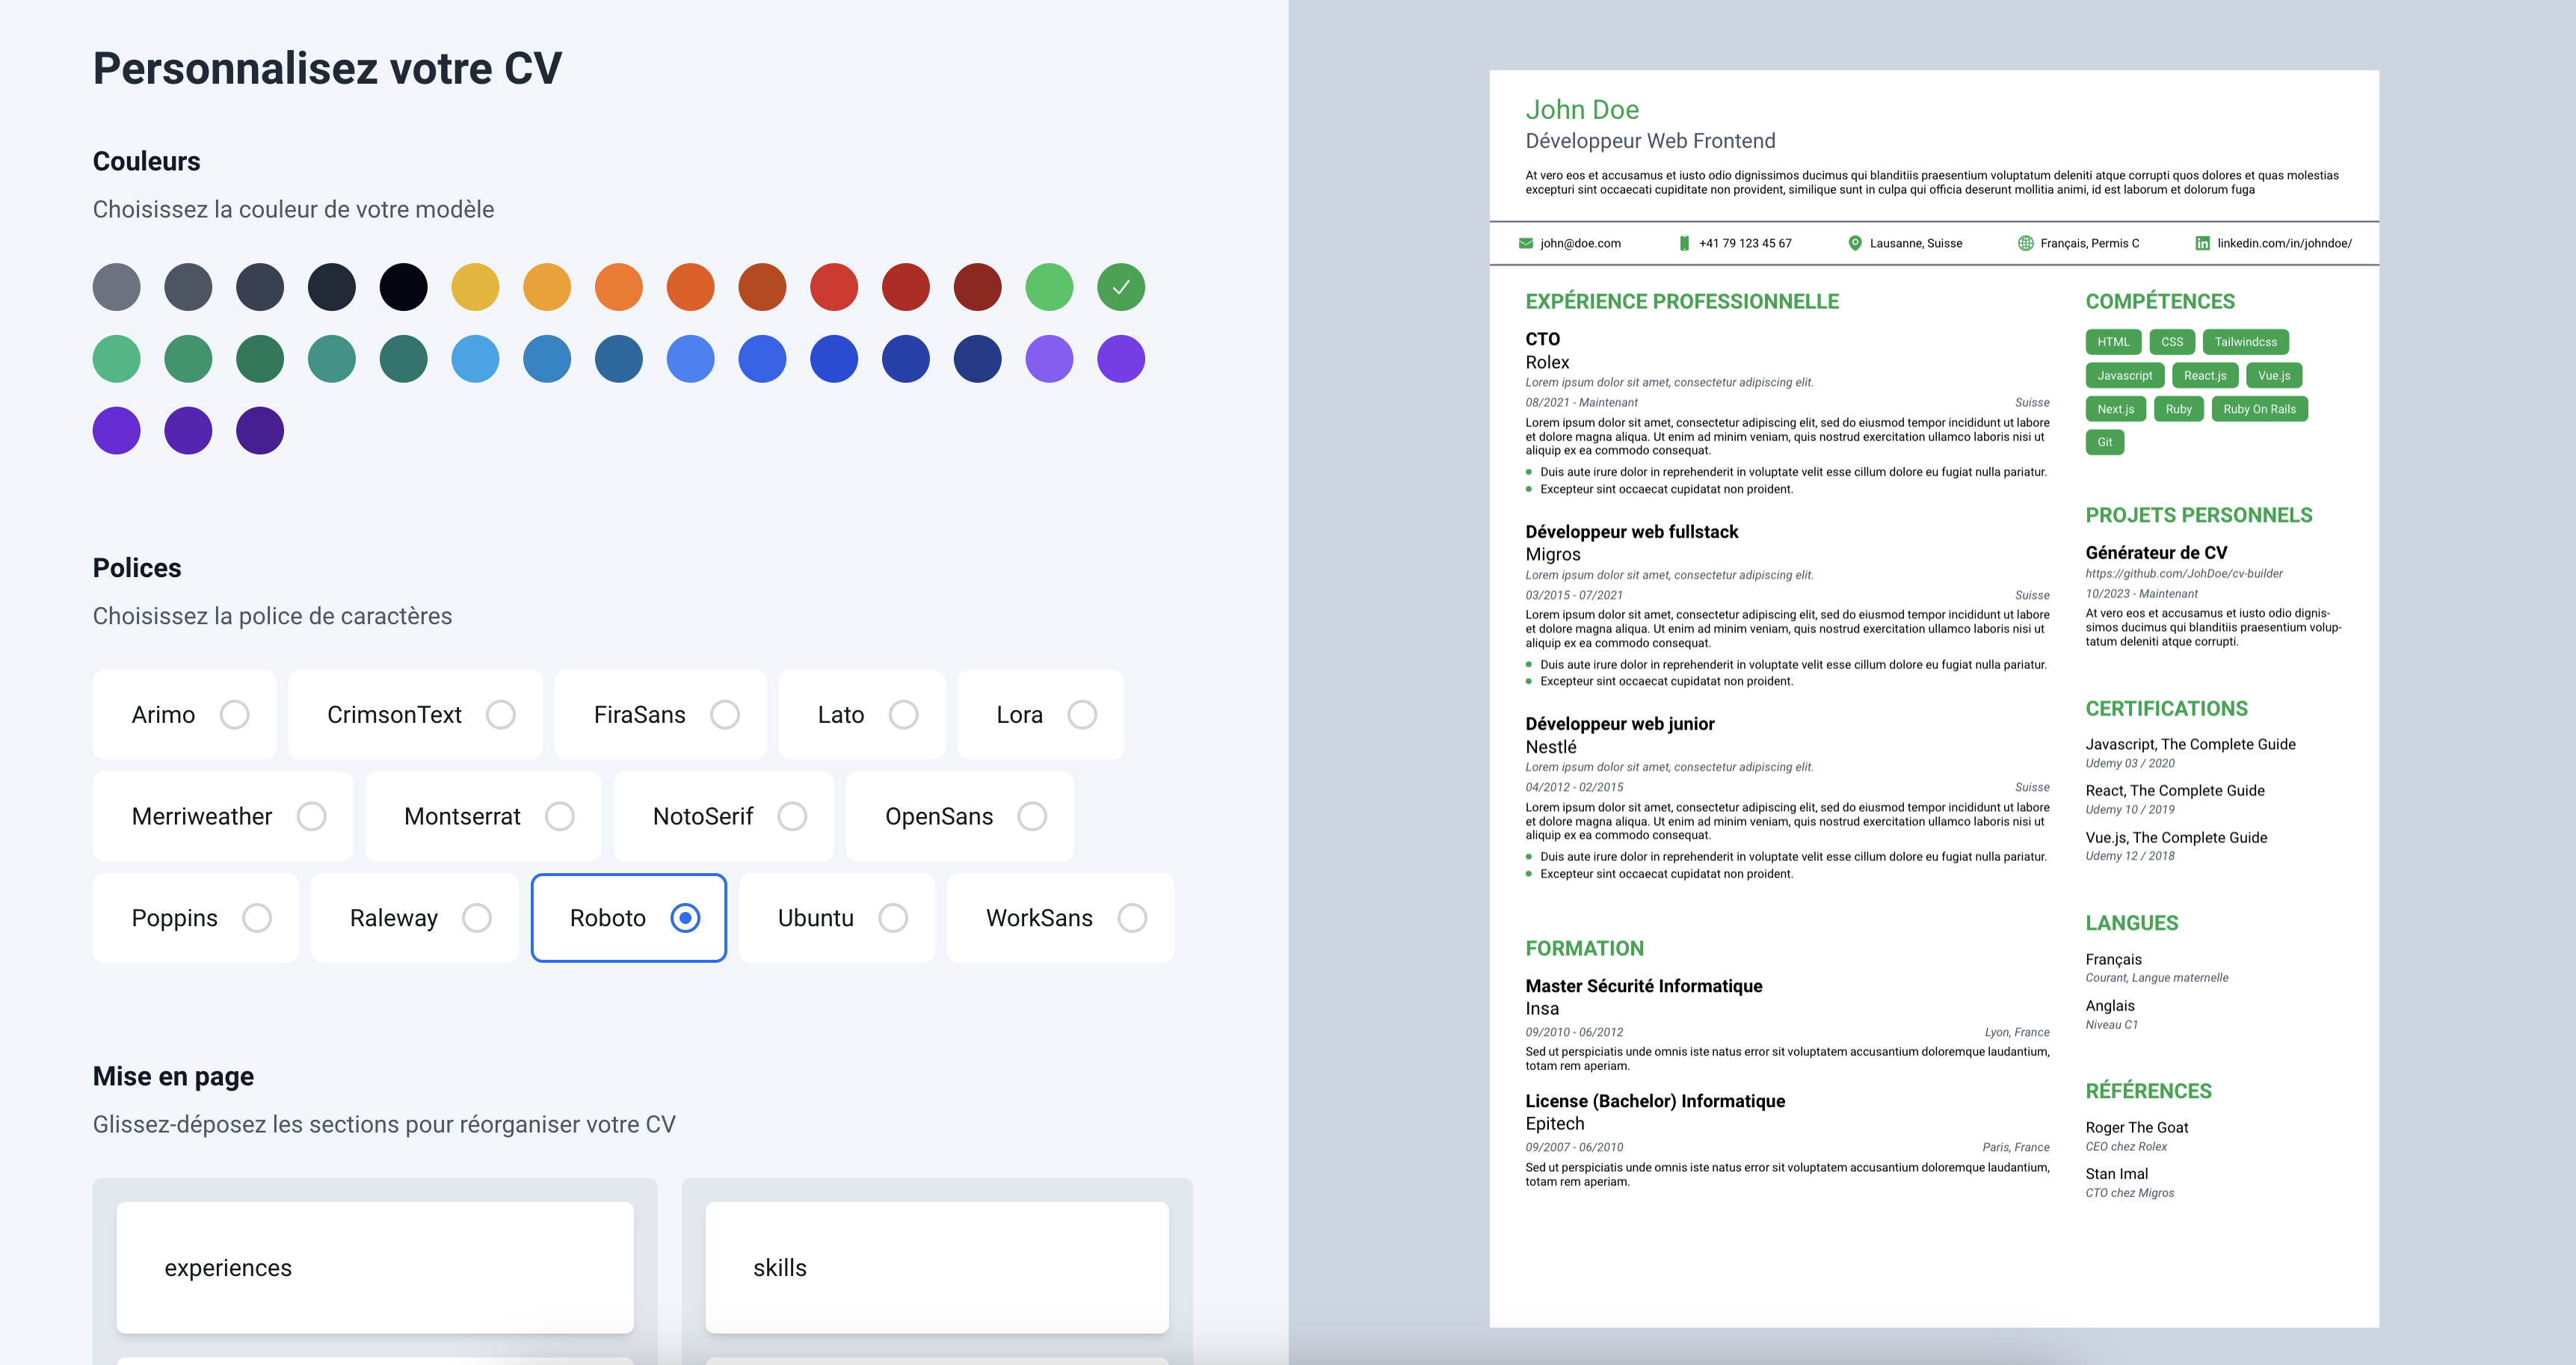 Personnalisez votre CV
Couleurs
Choisissez la couleur de votre modèle
Polices
Choisissez la police de caractères
Arimo
CrimsonText
FiraSans
Lato
Lora
Merriweather
Montserrat
NotoSerif
OpenSans
Poppins
Raleway
Roboto
Ubuntu
WorkSans
Mise en page
Glissez-déposez les sections pour réorganiser votre CV
experiences
skills
John Doe
Développeur Web Frontend
At vero eos et accusamus et iusto odio dignissimos ducimus qui blanditiis praesentium voluptatum deleniti atque corrupti quos dolores et quas molestias
excepturi sint occaecati cupiditate non provident, similique sunt in culpa qui officia deserunt mollitia animi, id est laborum et dolorum fuga
john@doe.com
+41 79 123 45 67
Lausanne, Suisse
Français, Permis C
linkedin.com/in/johndoe/
EXPÉRIENCE PROFESSIONNELLE
CTO
Rolex
Lorem ipsum dolor sit amet, consectetur adipiscing elit.
08/2021 - Maintenant
Suisse
Lorem ipsum dolor sit amet, consectetur adipiscing elit, sed do eiusmod tempor incididunt ut labore
et dolore magna aliqua. Ut enim ad minim veniam, quis nostrud exercitation ullamco laboris nisi ut
aliquip ex ea commodo consequat.
Duis aute irure dolor in reprehenderit in voluptate velit esse cillum dolore eu fugiat nulla pariatur.
Excepteur sint occaecat cupidatat non proident.
Développeur web fullstack
Migros
Lorem ipsum dolor sit amet, consectetur adipiscing elit.
03/2015 - 07/2021
Suisse
Lorem ipsum dolor sit amet, consectetur adipiscing elit, sed do eiusmod tempor incididunt ut labore
et dolore magna aliqua. Ut enim ad minim veniam, quis nostrud exercitation ullamco laboris nisi ut
aliquip ex ea commodo consequat.
Duis aute irure dolor in reprehenderit in voluptate velit esse cillum dolore eu fugiat nulla pariatur.
Excepteur sint occaecat cupidatat non proident.
Développeur web junior
Nestlé
Lorem ipsum dolor sit amet, consectetur adipiscing elit.
04/2012 - 02/2015
Suisse
Lorem ipsum dolor sit amet, consectetur adipiscing elit, sed do eiusmod tempor incididunt ut labore
et dolore magna aliqua. Ut enim ad minim veniam, quis nostrud exercitation ullamco laboris nisi ut
aliquip ex ea commodo consequat.
Duis aute irure dolor in reprehenderit in voluptate velit esse cillum dolore eu fugiat nulla pariatur.
Excepteur sint occaecat cupidatat non proident.
FORMATION
Master Sécurité Informatique
Insa
09/2010 - 06/2012
Lyon, France
Sed ut perspiciatis unde omnis iste natus error sit voluptatem accusantium doloremque laudantium,
totam rem aperiam.
License (Bachelor) Informatique
Epitech
09/2007 - 06/2010
Paris, France
Sed ut perspiciatis unde omnis iste natus error sit voluptatem accusantium doloremque laudantium,
totam rem aperiam.
COMPÉTENCES
HTML
CSS
Tailwindcss
Javascript
React.js
Vue.js
Next.js
Ruby
Ruby On Rails
Git
PROJETS PERSONNELS
Générateur de CV
https://github.com/JohDoe/cv-builder
10/2023 - Maintenant
At vero eos et accusamus et iusto odio dignis-
simos ducimus qui blanditiis praesentium volup-
tatum deleniti atque corrupti.
CERTIFICATIONS
Javascript, The Complete Guide
Udemy 03 / 2020
React, The Complete Guide
Udemy 10 / 2019
Vue.js, The Complete Guide
Udemy 12 / 2018
LANGUES
Français
Courant, Langue maternelle
Anglais
Niveau C1
RÉFÉRENCES
Roger The Goat
CEO chez Rolex
Stan Imal
CTO chez Migros